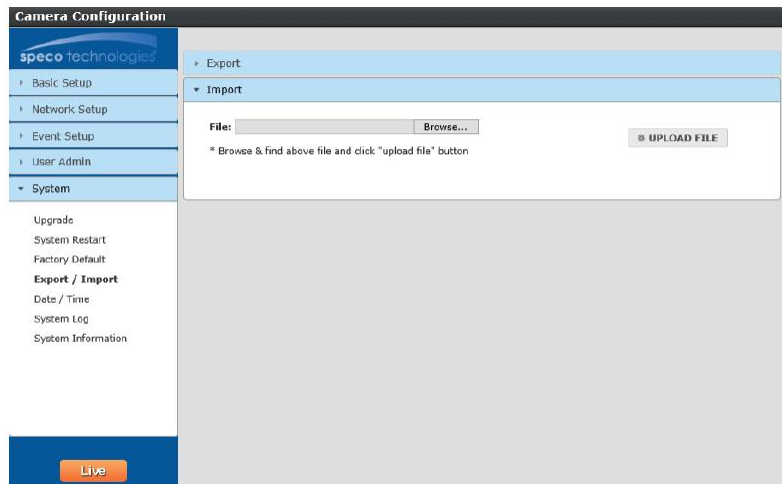 Camera Configuration
speco technologies
Basic Setup
Network Setup
Event Setup
User Admin
System
Upgrade
System Restart
Factory Default
Export / Import
Date / Time
System Log
System Information
Live
Export
Import
File: Browse...
* Browse & find above file and click "upload file" button
UPLOAD FILE